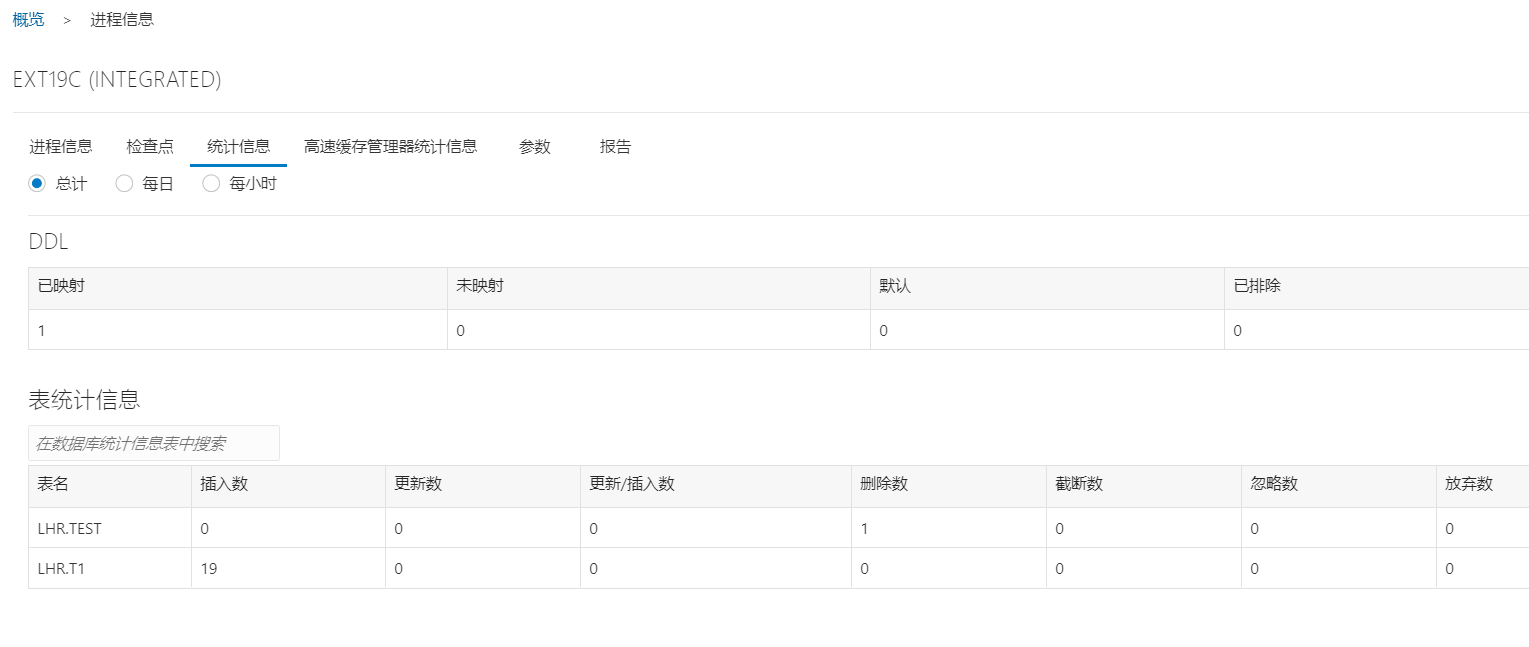 概览 > 进程信息
EXT19C (INTEGRATED)
进程信息 检查点 统计信息 高速缓存管理器统计信息 参数 报告
总计 每日 每小时
DDL
已映射 未映射 默认 已排除
1 0 0 0
表统计信息
在数据库统计信息表中搜索
表名 插入数 更新数 更新/插入数 删除数 截断数 忽略数 放弃数
LHR.TEST 0 0 0 1 0 0 0
LHR.T1 19 0 0 0 0 0 0